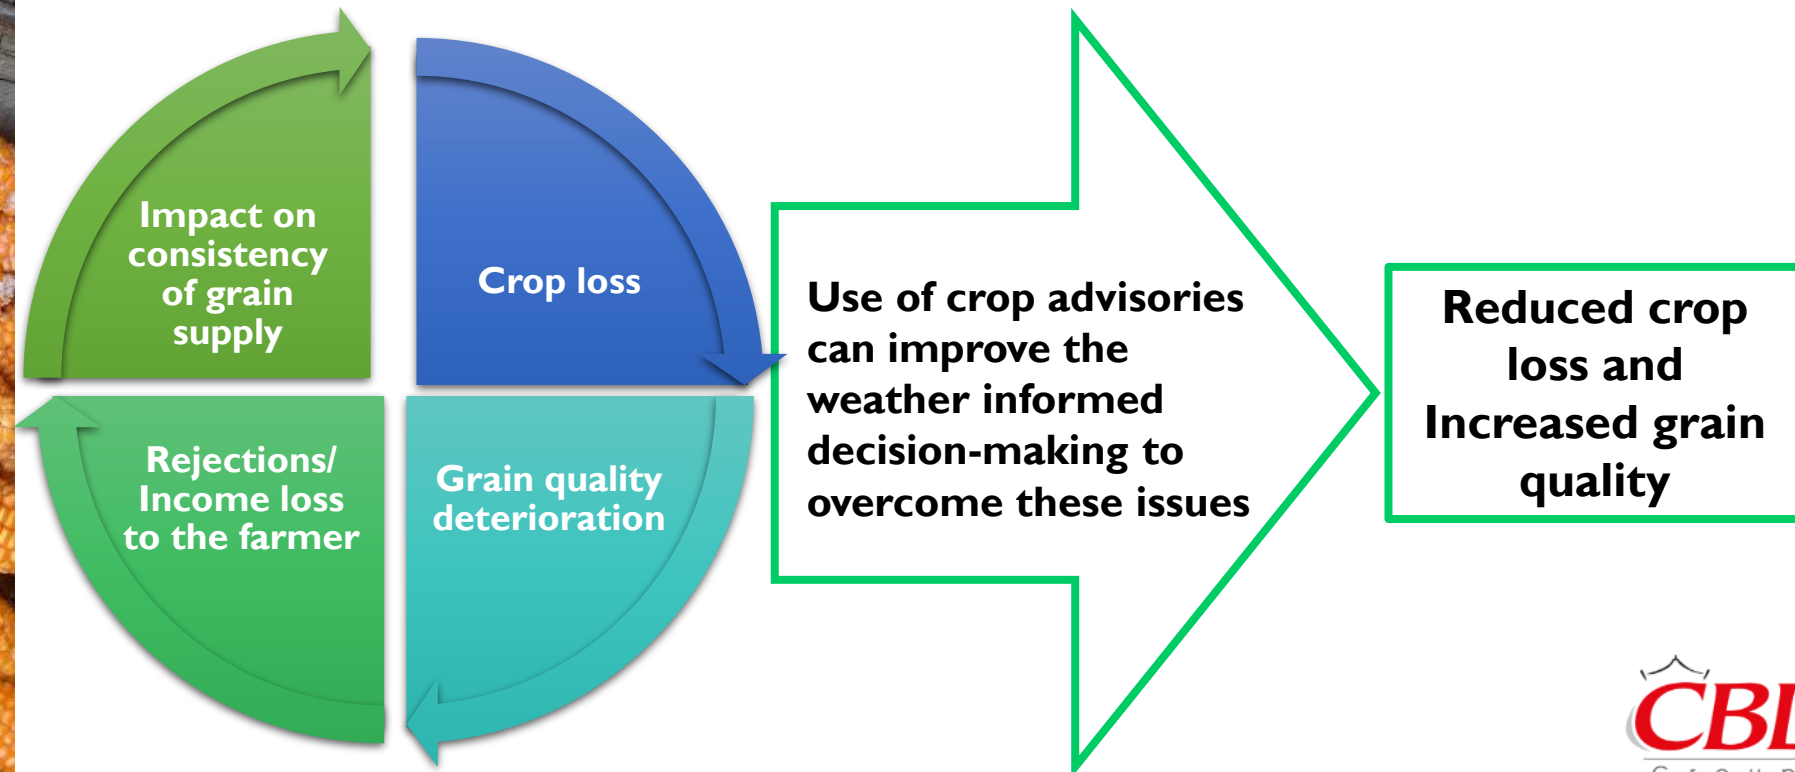 Impact on
consistency
of grain
supply
Crop loss
Rejections/
Income loss
to the farmer
Grain quality
deterioration
Use of crop advisories
can improve the
weather informed
decision-making to
overcome these issues
Reduced crop
loss and
Increased grain
quality
CBL